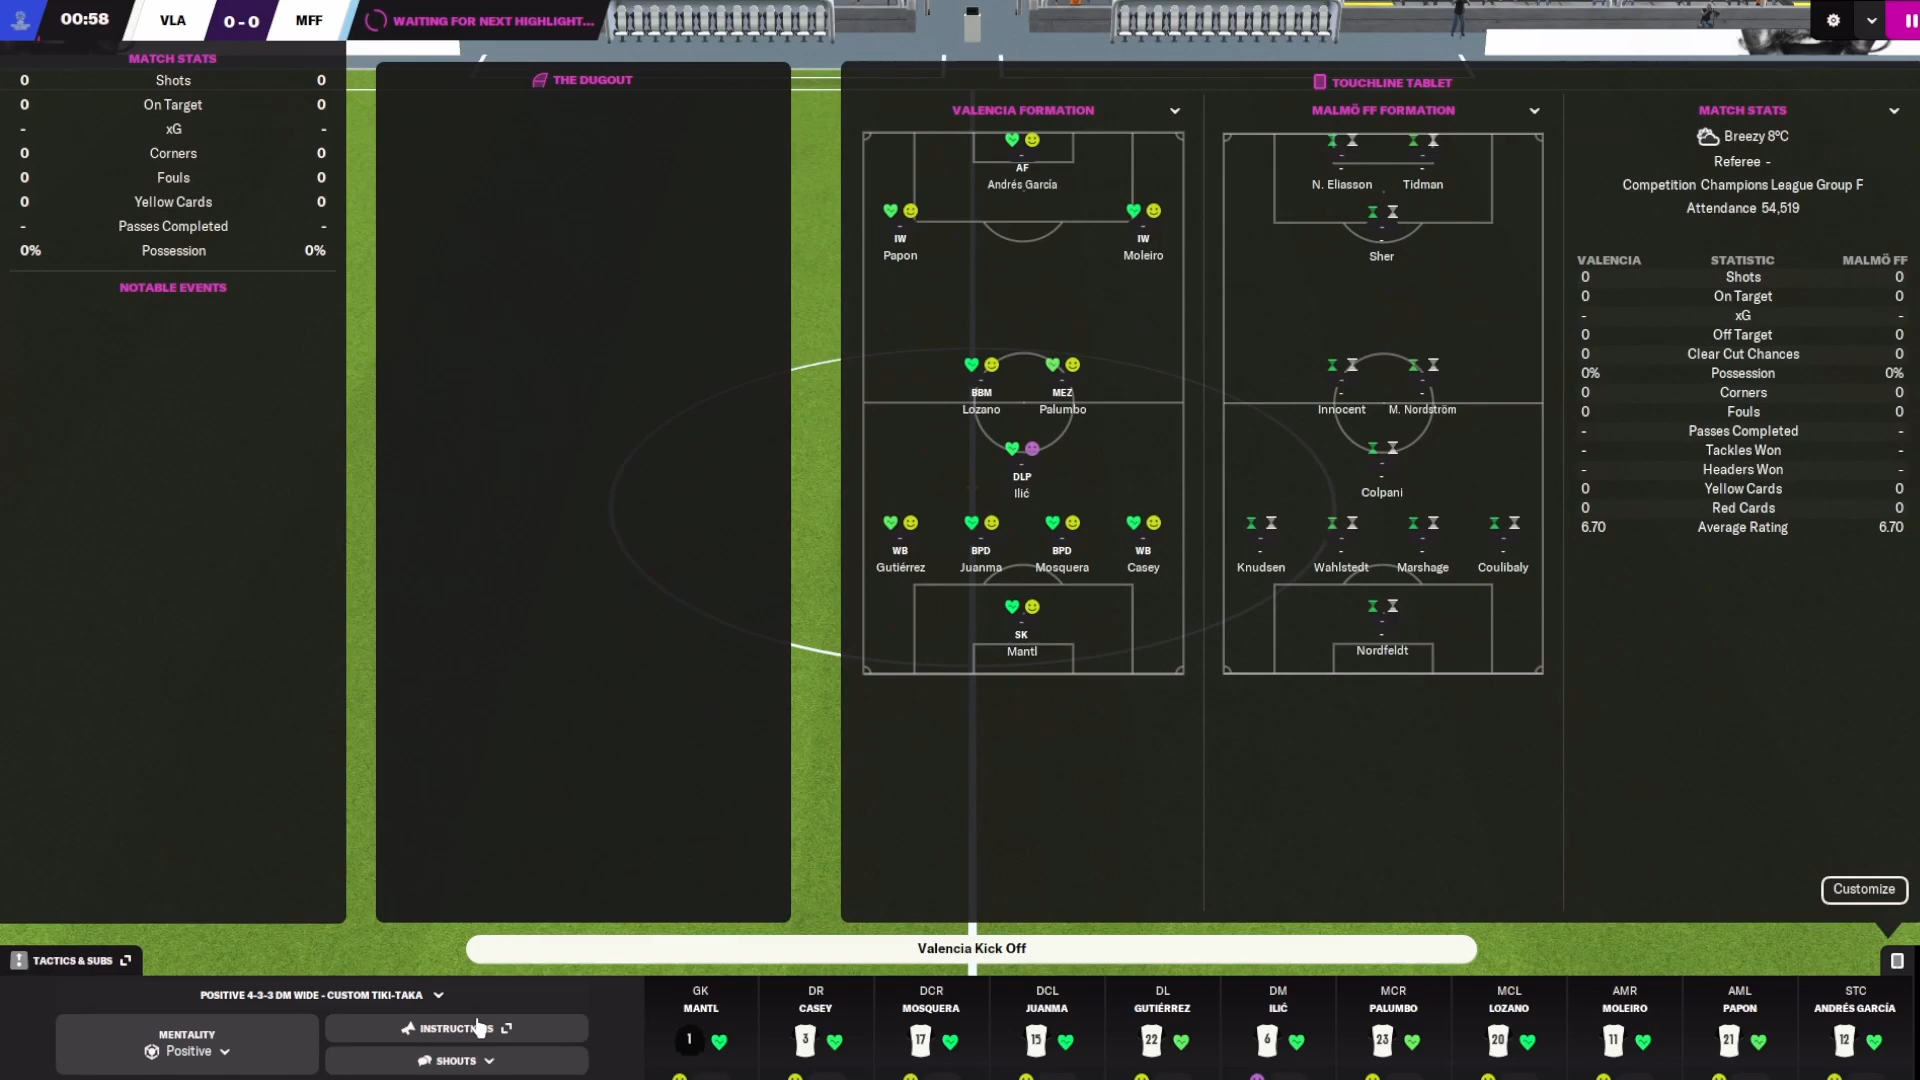 00:58 VLA 0 - 0 MFF WAITING FOR NEXT HIGHLIGHT...
MATCH STATS
0 Shots 0
0 On Target 0
- xG -
0 Corners 0
0 Fouls 0
0 Yellow Cards 0
- Passes Completed -
0% Possession 0%
NOTABLE EVENTS
THE DUGOUT
TOUCHLINE TABLET
VALENCIA FORMATION
-
AF
Andrés García
- -
IW IW
Papon Moleiro
- -
BBM MEZ
Lozano Palumbo
-
DLP
Ilić
- - - -
WB BPD BPD WB
Gutiérrez Juanma Mosquera Casey
-
SK
Mantl
MALMÖ FF FORMATION
- -
- -
N. Eliasson Tidman
-
-
Sher
- -
- -
Innocent M. Nordström
-
-
Colpani
- - - -
- - - -
Knudsen Wahlstedt Marshage Coulibaly
-
-
Nordfeldt
MATCH STATS
Breezy 8°C
Referee -
Competition Champions League Group F
Attendance 54,519
VALENCIA STATISTIC MALMÖ FF
0 Shots 0
0 On Target 0
- xG -
0 Off Target 0
0 Clear Cut Chances 0
0% Possession 0%
0 Corners 0
0 Fouls 0
- Passes Completed -
- Tackles Won -
- Headers Won -
0 Yellow Cards 0
0 Red Cards 0
6.70 Average Rating 6.70
Customize
Valencia Kick Off
TACTICS & SUBS
POSITIVE 4-3-3 DM WIDE - CUSTOM TIKI-TAKA
MENTALITY
Positive
SHOUTS
GK DR DCR DCL DL DM MCR MCL AMR AML STC
MANTL CASEY MOSQUERA JUANMA GUTIÉRREZ ILIĆ PALUMBO LOZANO MOLEIRO PAPON ANDRÉS GARCÍA
1 3 17 15 22 6 23 20 11 21 12